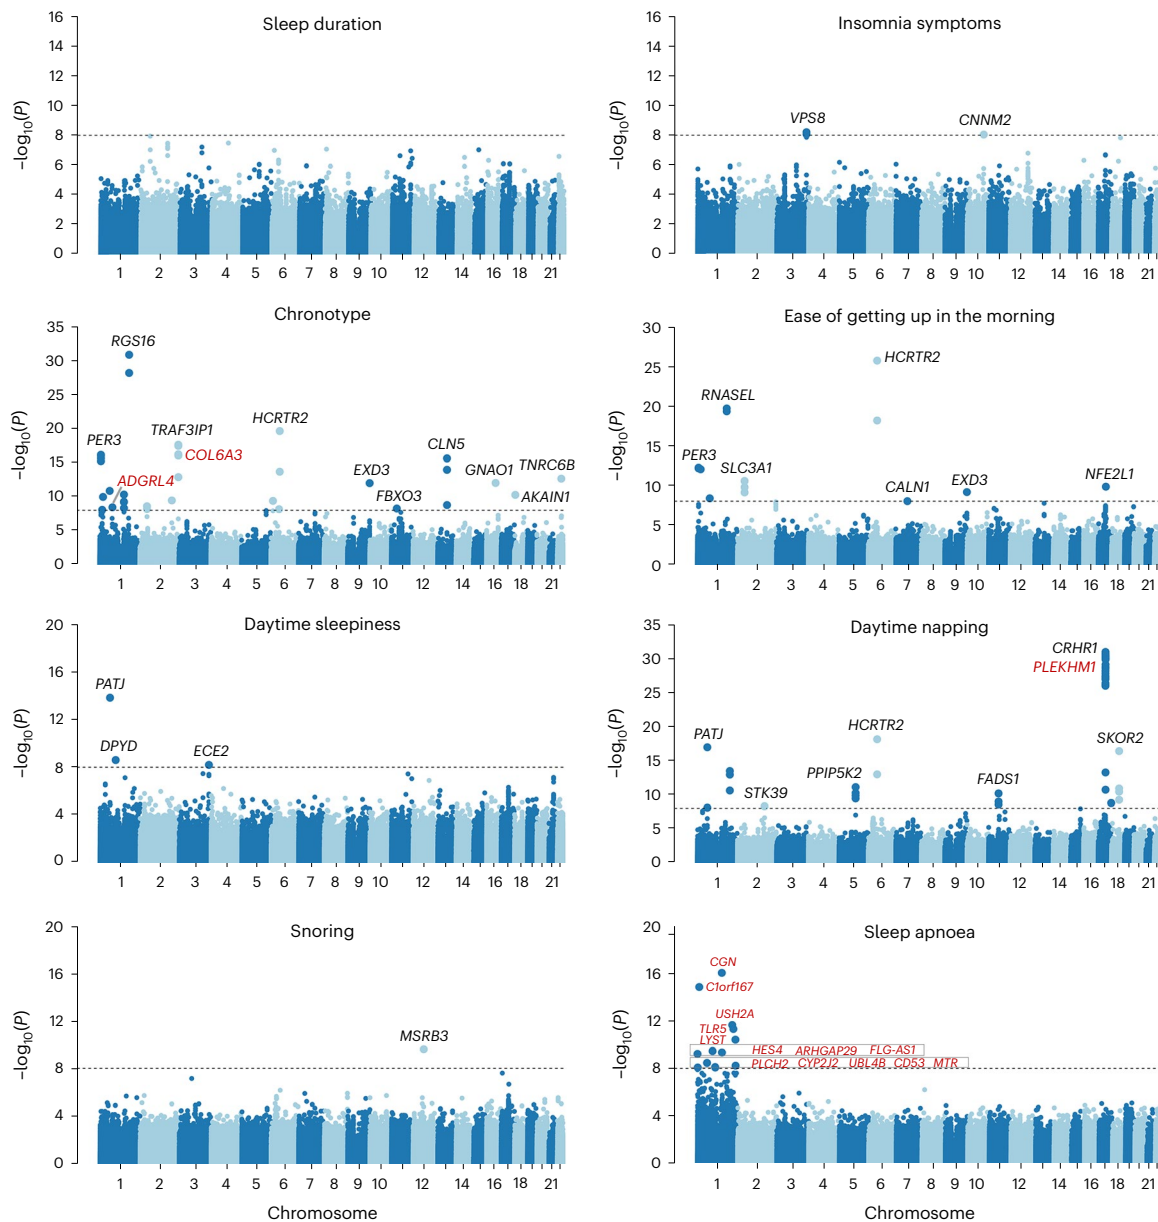 Sleep duration
−log10(P)
16
14
12
10
8
6
4
2
0
1 2 3 4 5 6 7 8 9 10 12 14 16 18 21
Insomnia symptoms
−log10(P)
16
14
12
10
8
6
4
2
0
VPS8
CNNM2
1 2 3 4 5 6 7 8 9 10 12 14 16 18 21
Chronotype
−log10(P)
35
30
25
20
15
10
5
0
RGS16
PER3
ADGRL4
TRAF3IP1
COL6A3
HCRTR2
EXD3
FBXO3
CLN5
GNAO1
TNRC6B
AKAIN1
1 2 3 4 5 6 7 8 9 10 12 14 16 18 21
Ease of getting up in the morning
−log10(P)
30
25
20
15
10
5
0
HCRTR2
RNASEL
PER3
SLC3A1
CALN1
EXD3
NFE2L1
1 2 3 4 5 6 7 8 9 10 12 14 16 18 21
Daytime sleepiness
−log10(P)
20
16
12
8
4
0
PATJ
DPYD
ECE2
1 2 3 4 5 6 7 8 9 10 12 14 16 18 21
Daytime napping
−log10(P)
35
30
25
20
15
10
5
0
CRHR1
PLEKHM1
PATJ
HCRTR2
SKOR2
STK39
PPIP5K2
FADS1
1 2 3 4 5 6 7 8 9 10 12 14 16 18 21
Snoring
−log10(P)
20
16
12
8
4
0
MSRB3
1 2 3 4 5 6 7 8 9 10 12 14 16 18 21
Chromosome
Sleep apnoea
−log10(P)
20
16
12
8
4
0
CGN
C1orf167
USH2A
TLR5
LYST
HES4 ARHGAP29 FLG-AS1
PLCH2 CYP2J2 UBL4B CD53 MTR
1 2 3 4 5 6 7 8 9 10 12 14 16 18 21
Chromosome